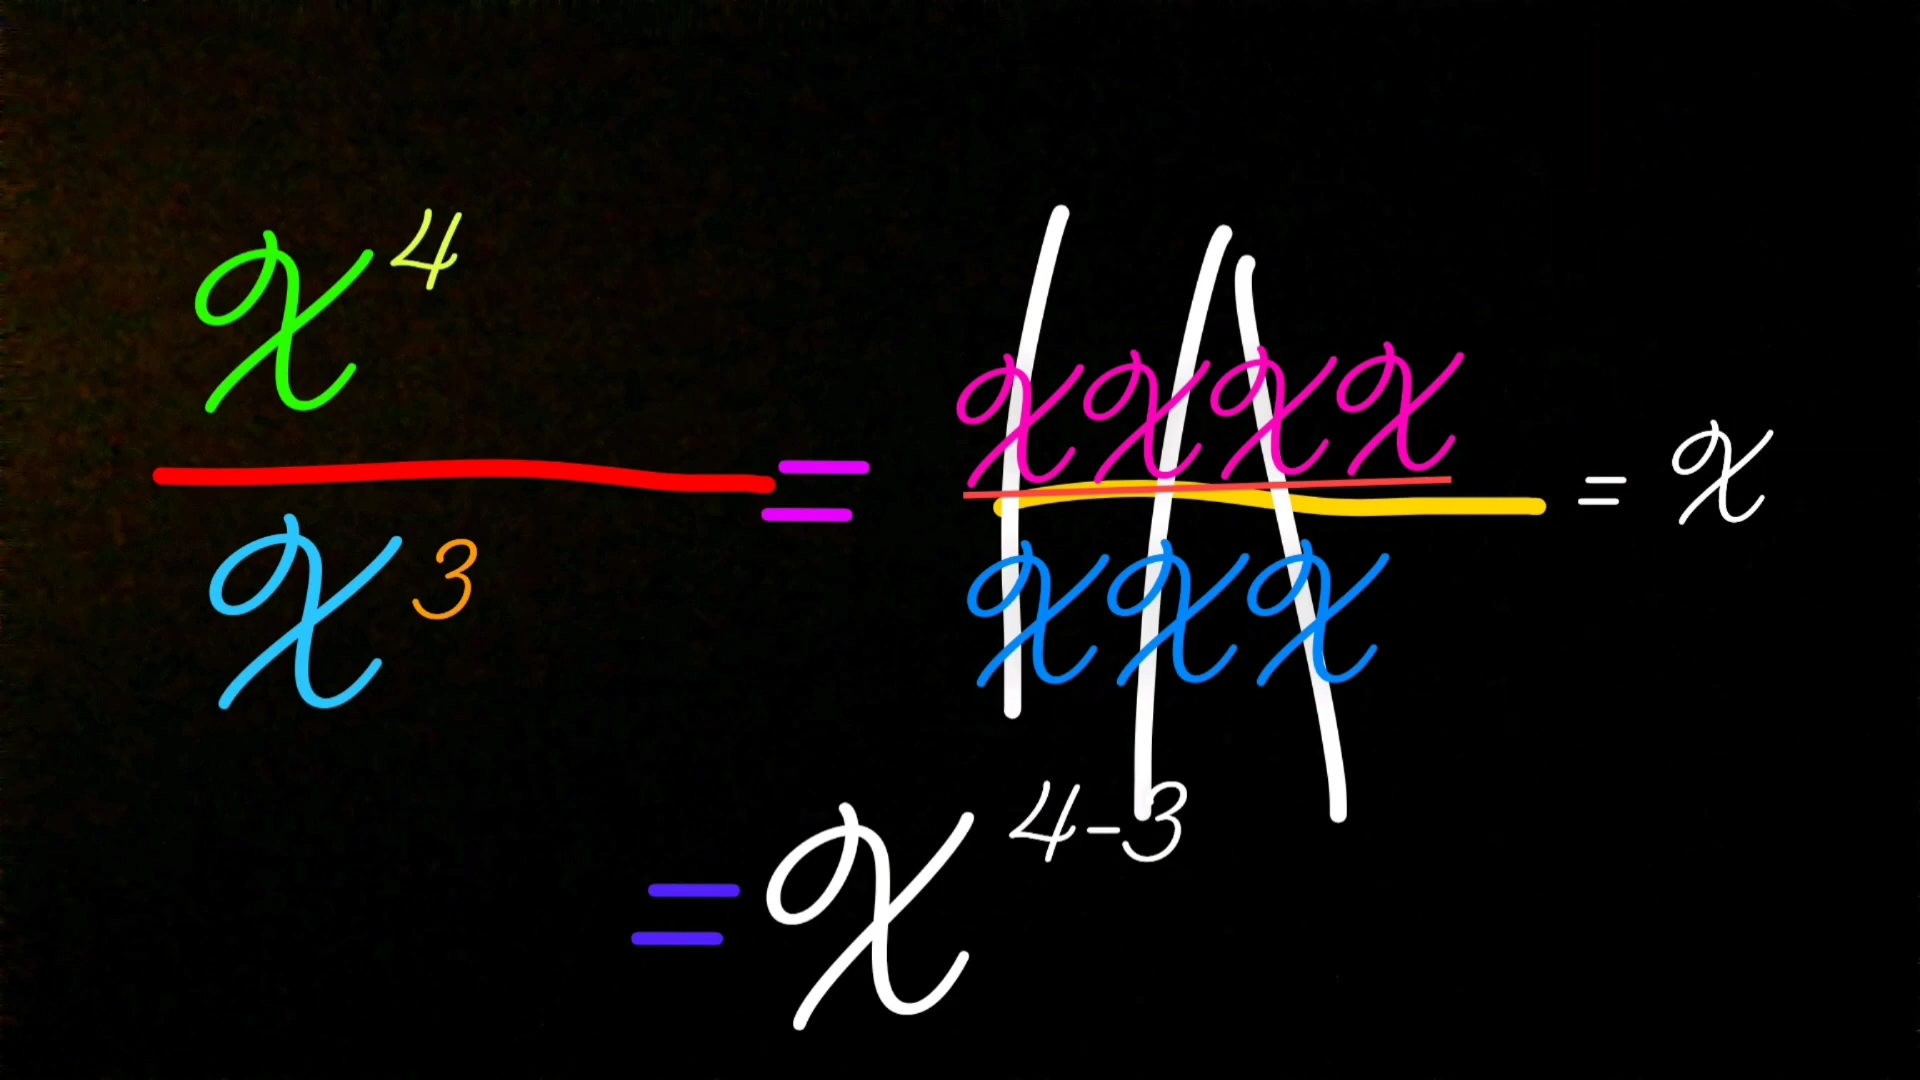 x⁴
x³
=
xxxx
xxx
= x
= x⁴⁻³